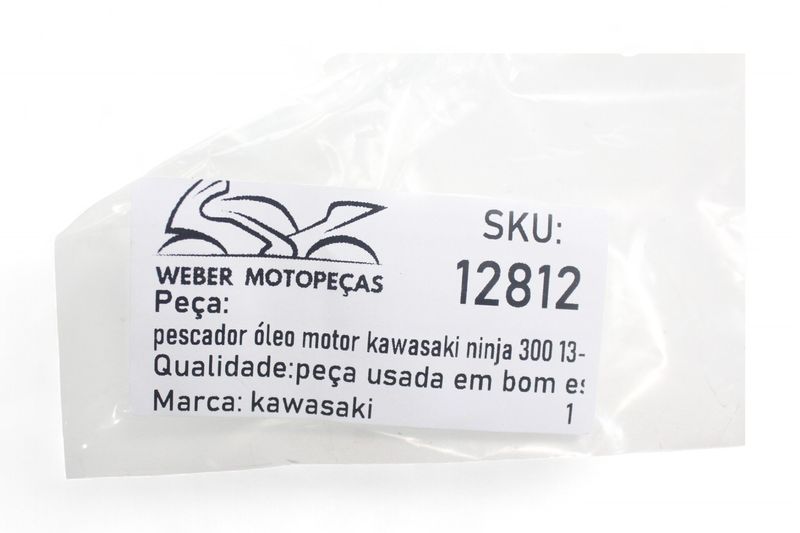 WEBER MOTOPEÇAS
SKU:
12812
Peça:
pescador óleo motor kawasaki ninja 300 13-
Qualidade:peça usada em bom es
Marca: kawasaki
1